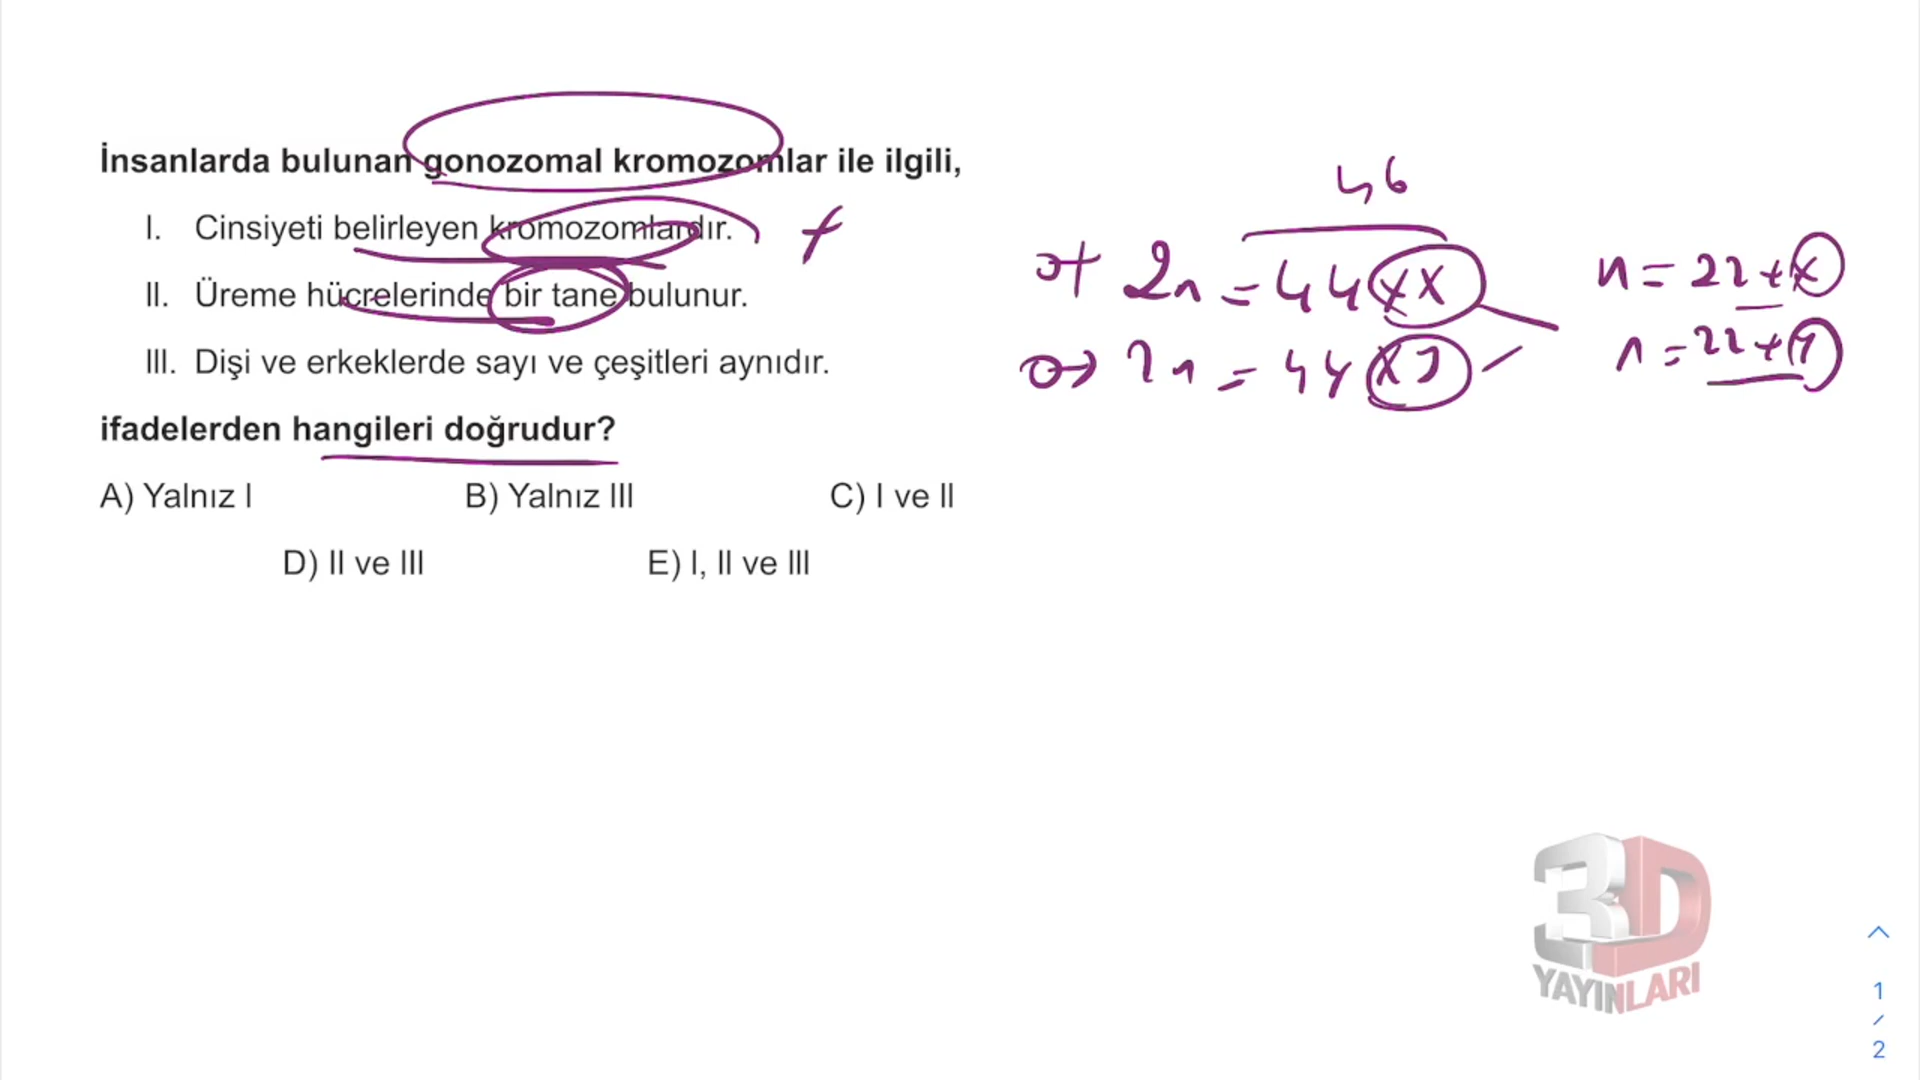 İnsanlarda bulunan gonozomal kromozomlar ile ilgili,
I. Cinsiyeti belirleyen kromozomlardır.
II. Üreme hücrelerinde bir tane bulunur.
III. Dişi ve erkeklerde sayı ve çeşitleri aynıdır.
ifadelerden hangileri doğrudur?
A) Yalnız I B) Yalnız III C) I ve II
D) II ve III E) I, II ve III
46
2n = 44XX
2n = 44XY
n = 22+X
n = 22+Y
3D
YAYINLARI
1
/
2